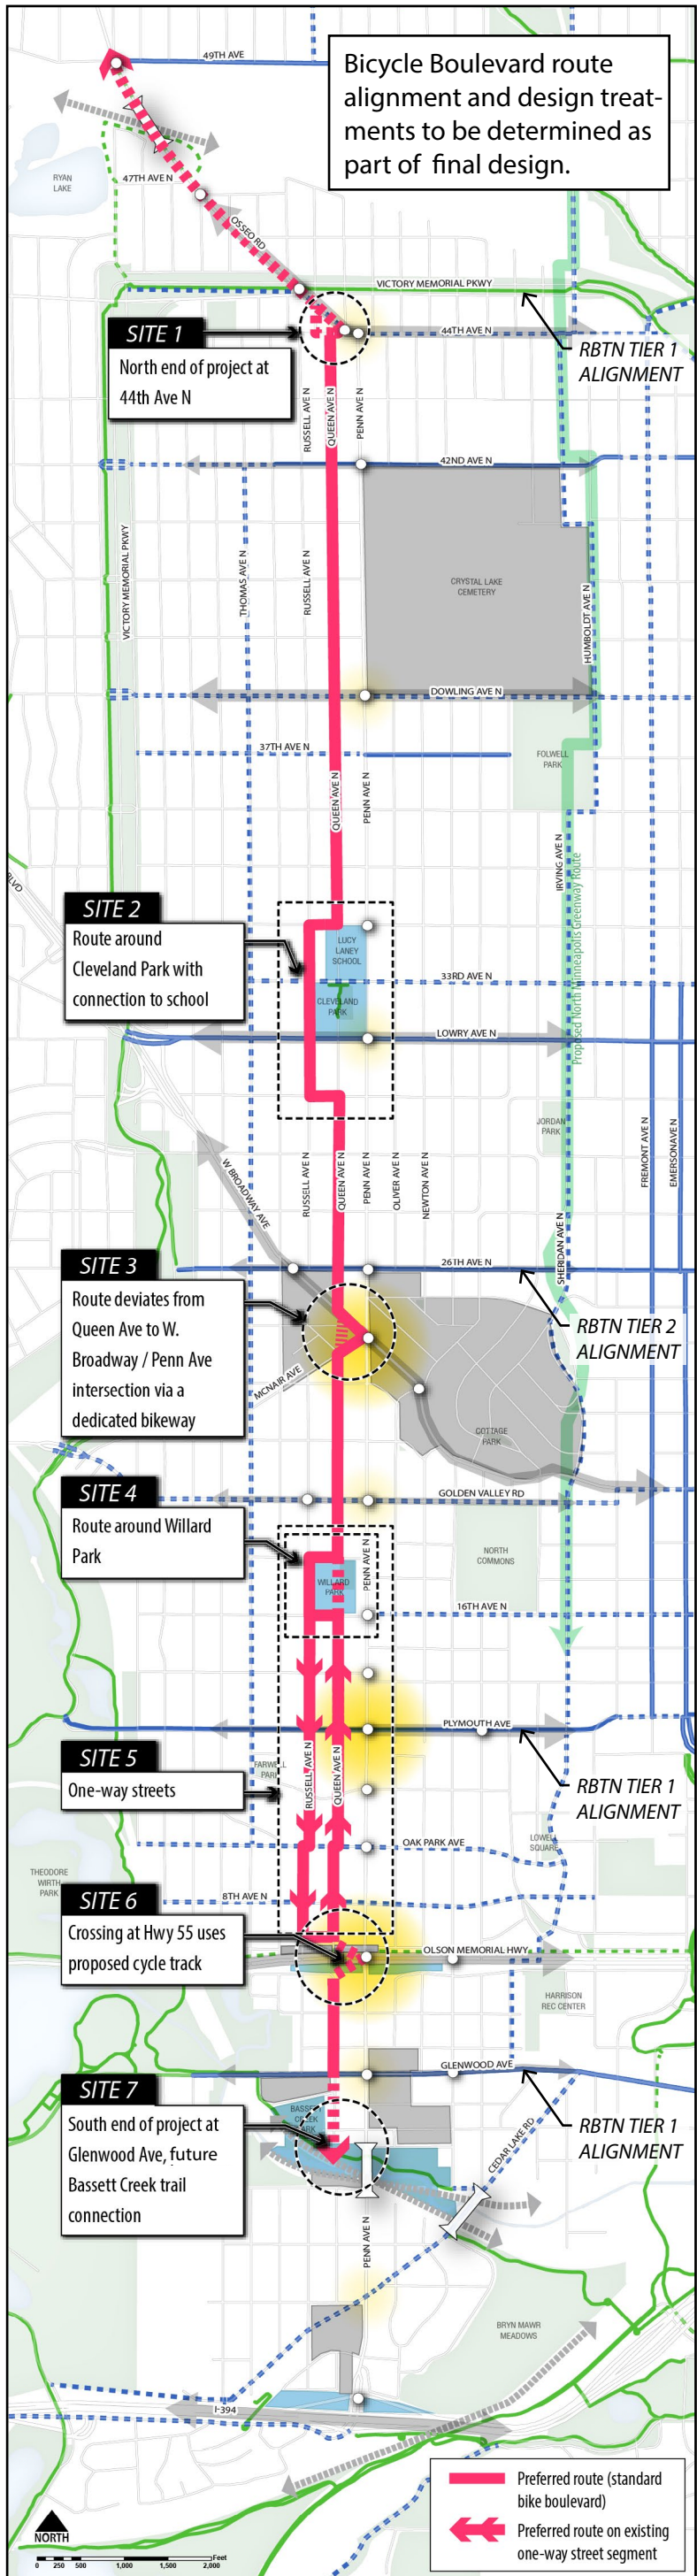 49TH AVE
Bicycle Boulevard route
alignment and design treat-
ments to be determined as
part of final design.
RYAN
LAKE
47TH AVE N
OSSEO RD
VICTORY MEMORIAL PKWY
SITE 1
North end of project at
44th Ave N
44TH AVE N
RBTN TIER 1
ALIGNMENT
RUSSELL AVE N
QUEEN AVE N
PENN AVE N
42ND AVE N
VICTORY MEMORIAL PKWY
THOMAS AVE N
RUSSELL AVE N
CRYSTAL LAKE
CEMETERY
HUMBOLDT AVE N
DOWLING AVE N
37TH AVE N
FOLWELL
PARK
QUEEN AVE N
PENN AVE N
IRVING AVE N
Proposed North Minneapolis Greenway Route
BLVD
SITE 2
Route around
Cleveland Park with
connection to school
LUCY
LANEY
SCHOOL
33RD AVE N
CLEVELAND
PARK
LOWRY AVE N
JORDAN
PARK
FREMONT AVE N
EMERSONAVE N
W BROADWAY AVE
RUSSELL AVE N
QUEEN AVE N
PENN AVE N
OLIVER AVE N
NEWTON AVE N
SHERIDAN AVE N
26TH AVE N
SITE 3
Route deviates from
Queen Ave to W.
Broadway / Penn Ave
intersection via a
dedicated bikeway
RBTN TIER 2
ALIGNMENT
MCNAIR AVE
COTTAGE
PARK
SITE 4
Route around Willard
Park
GOLDEN VALLEY RD
NORTH
COMMONS
WILLARD
PARK
PENN AVE N
16TH AVE N
PLYMOUTH AVE
SITE 5
One-way streets
FARWELL
PARK
RUSSELL AVE N
QUEEN AVE N
RBTN TIER 1
ALIGNMENT
OAK PARK AVE
LOWELL
SQUARE
THEODORE
WIRTH
PARK
8TH AVE N
SITE 6
Crossing at Hwy 55 uses
proposed cycle track
OLSON MEMORIAL HWY
HARRISON
REC CENTER
GLENWOOD AVE
SITE 7
South end of project at
Glenwood Ave, future
Bassett Creek trail
connection
BASSETT
CREEK
PARK
CEDAR LAKE RD
RBTN TIER 1
ALIGNMENT
PENN AVE N
BRYN MAWR
MEADOWS
I-394
Preferred route (standard
bike boulevard)
Preferred route on existing
one-way street segment
NORTH
Feet
0 250 500 1,000 1,500 2,000